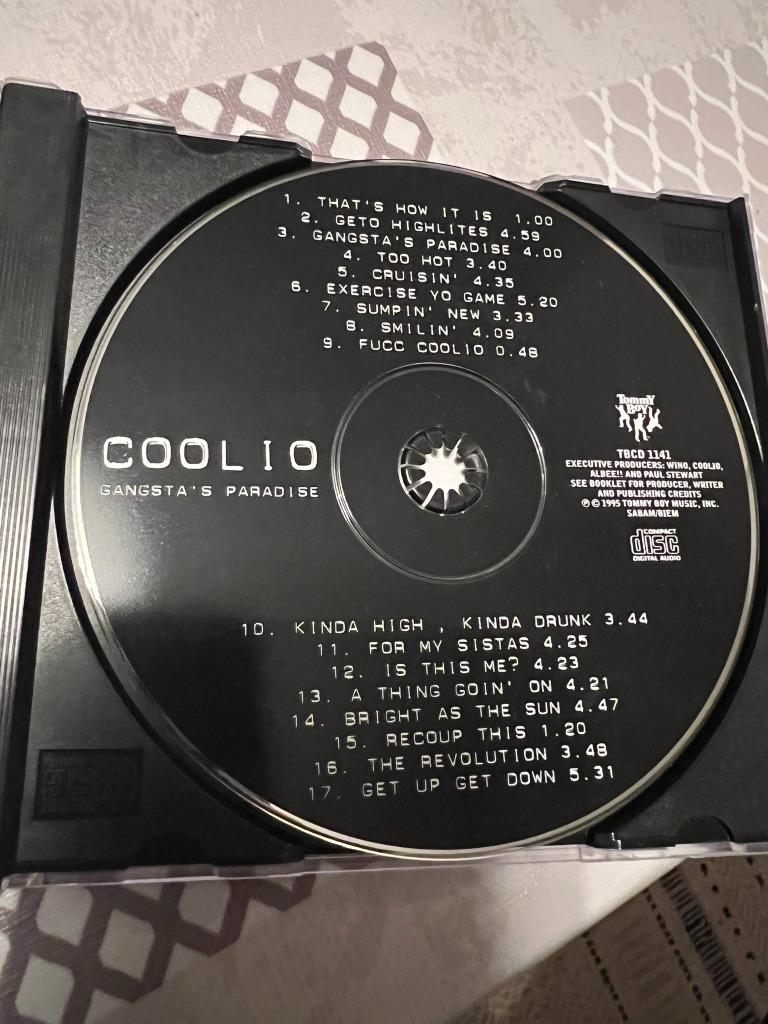 1. THAT'S HOW IT IS 1.00
2. GETO HIGHLITES 4.59
3. GANGSTA'S PARADISE 4.00
4. TOO HOT 3.40
5. CRUISIN' 4.35
6. EXERCISE YO GAME 5.20
7. SUMPIN' NEW 3.33
8. SMILIN' 4.09
9. FUCC COOLIO 0.48
COOLIO
GANGSTA'S PARADISE
Tommy
Boy
TBCD 1141
EXECUTIVE PRODUCERS: WINO, COOLIO,
ALBEE!! AND PAUL STEWART
SEE BOOKLET FOR PRODUCER, WRITER
AND PUBLISHING CREDITS
℗ © 1995 TOMMY BOY MUSIC, INC.
SABAM/BIEM
COMPACT
disc
DIGITAL AUDIO
10. KINDA HIGH , KINDA DRUNK 3.44
11. FOR MY SISTAS 4.25
12. IS THIS ME? 4.23
13. A THING GOIN' ON 4.21
14. BRIGHT AS THE SUN 4.47
15. RECOUP THIS 1.20
16. THE REVOLUTION 3.48
17. GET UP GET DOWN 5.31
disc